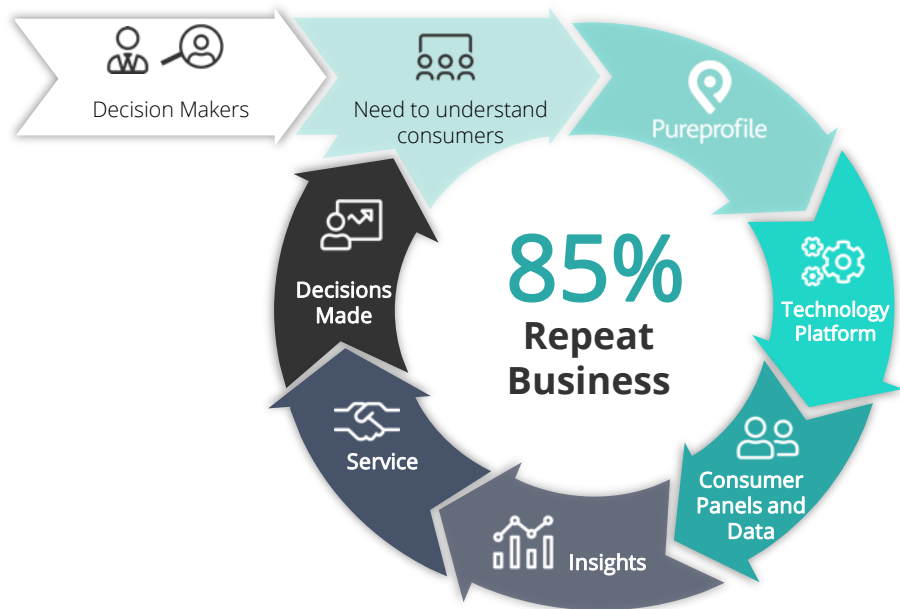 Decision Makers
Need to understand
consumers
Pureprofile
Technology
Platform
Consumer
Panels and
Data
Insights
Service
Decisions
Made
85%
Repeat
Business